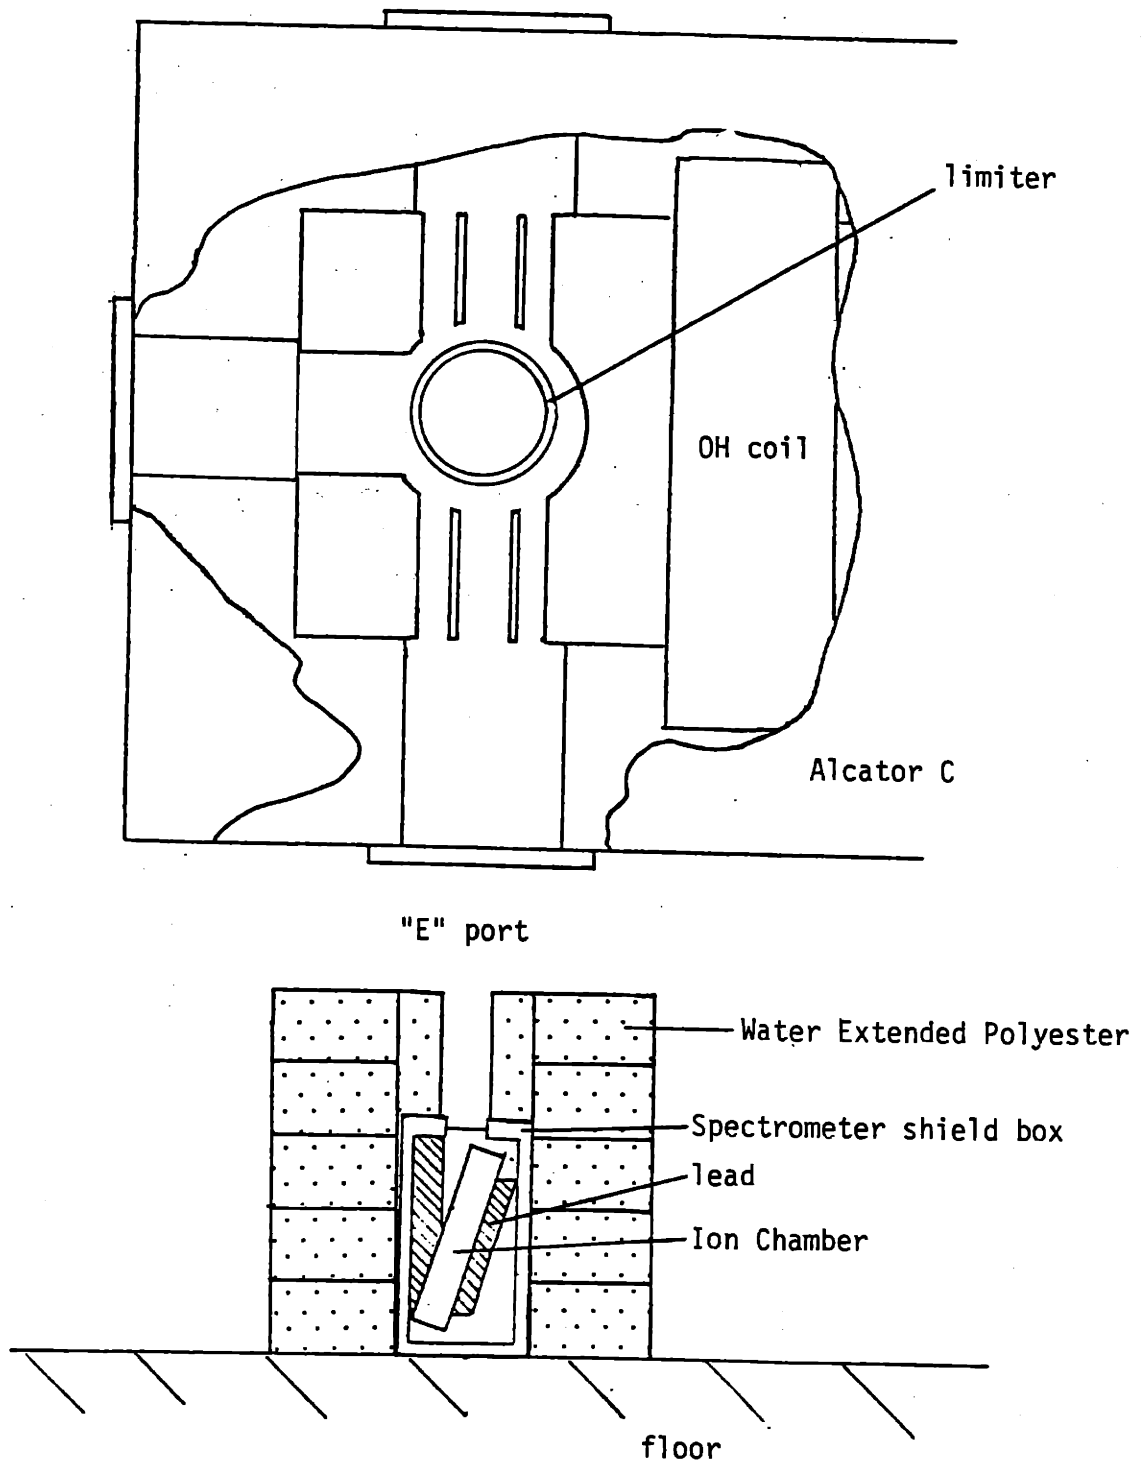 limiter
OH coil
Alcator C
"E" port
Water Extended Polyester
Spectrometer shield box
lead
Ion Chamber
floor